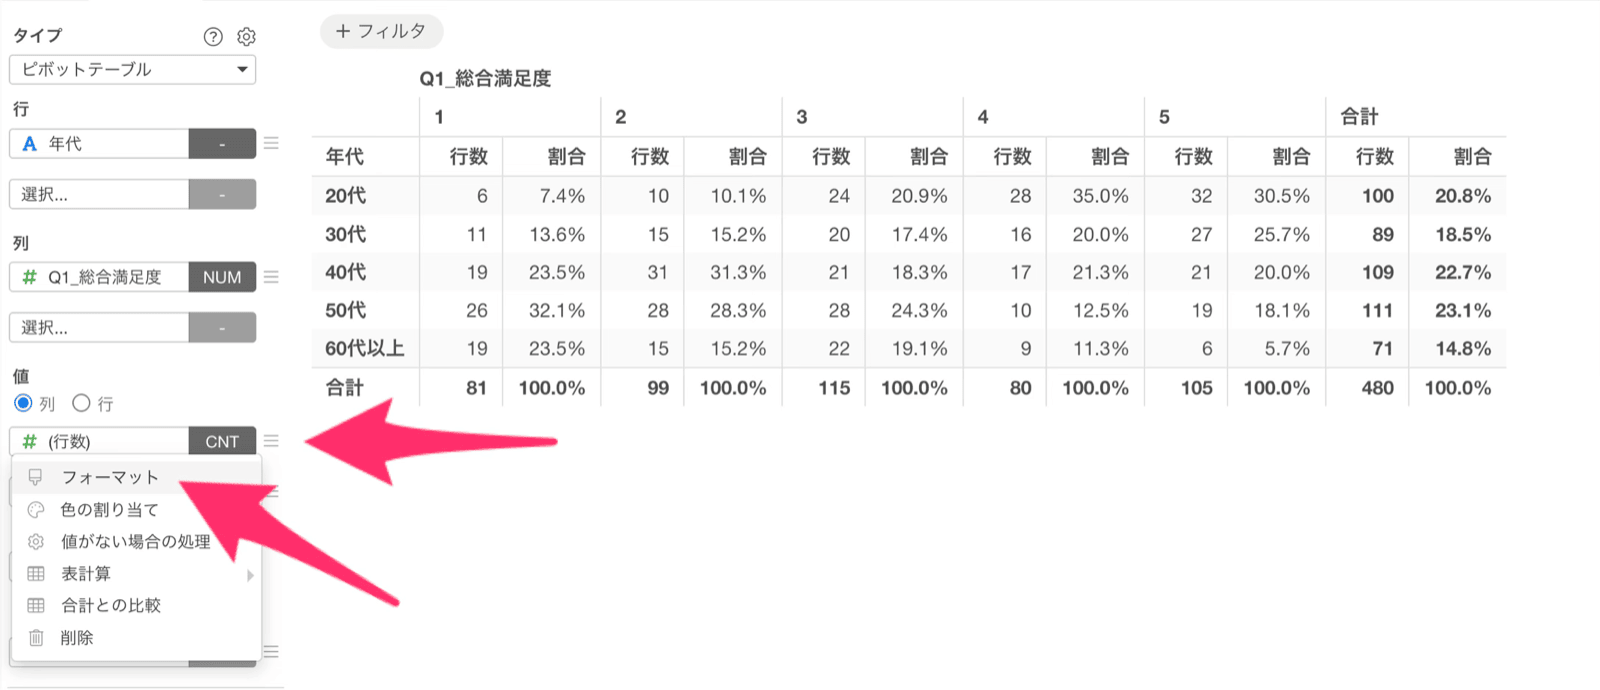 タイプ
ピボットテーブル
行
A 年代 -
選択... -
列
# Q1_総合満足度 NUM
選択... -
値
列 行
# (行数) CNT
フォーマット
色の割り当て
値がない場合の処理
表計算
合計との比較
削除
+ フィルタ
Q1_総合満足度
1 2 3 4 5 合計
年代 行数 割合 行数 割合 行数 割合 行数 割合 行数 割合 行数 割合
20代 6 7.4% 10 10.1% 24 20.9% 28 35.0% 32 30.5% 100 20.8%
30代 11 13.6% 15 15.2% 20 17.4% 16 20.0% 27 25.7% 89 18.5%
40代 19 23.5% 31 31.3% 21 18.3% 17 21.3% 21 20.0% 109 22.7%
50代 26 32.1% 28 28.3% 28 24.3% 10 12.5% 19 18.1% 111 23.1%
60代以上 19 23.5% 15 15.2% 22 19.1% 9 11.3% 6 5.7% 71 14.8%
合計 81 100.0% 99 100.0% 115 100.0% 80 100.0% 105 100.0% 480 100.0%